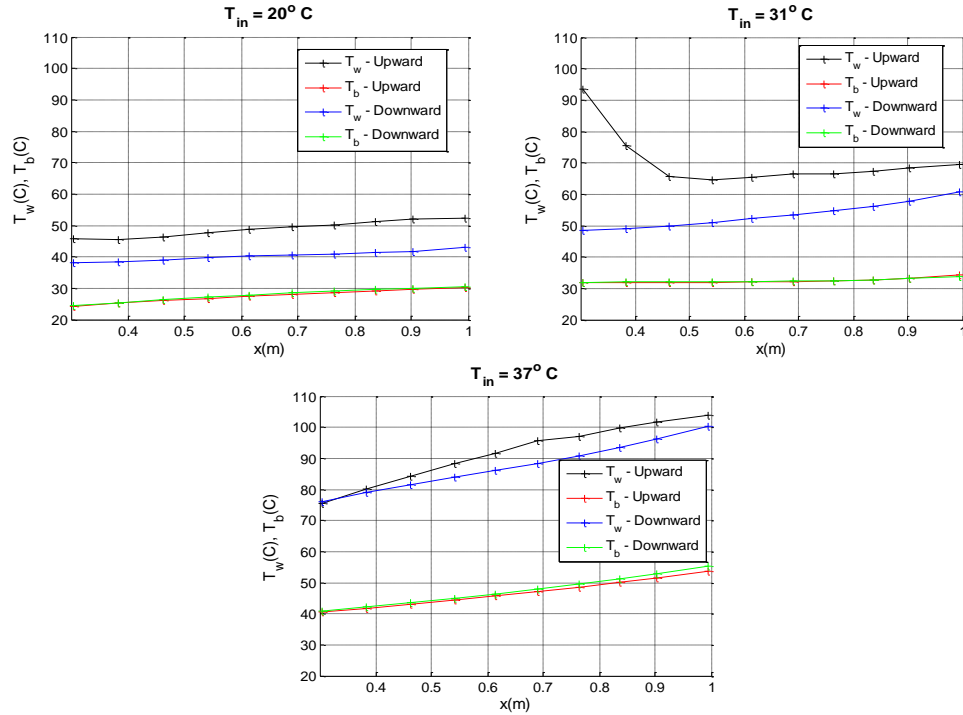 T_in = 20° C
110
100
90
80
70
60
50
40
30
20
T_w(C), T_b(C)
0.4
0.5
0.6
0.7
0.8
0.9
1
x(m)
T_w - Upward
T_b - Upward
T_w - Downward
T_b - Downward
T_in = 31° C
110
100
90
80
70
60
50
40
30
20
T_w(C), T_b(C)
0.4
0.5
0.6
0.7
0.8
0.9
1
x(m)
T_w - Upward
T_b - Upward
T_w - Downward
T_b - Downward
T_in = 37° C
110
100
90
80
70
60
50
40
30
20
T_w(C), T_b(C)
0.4
0.5
0.6
0.7
0.8
0.9
1
x(m)
T_w - Upward
T_b - Upward
T_w - Downward
T_b - Downward